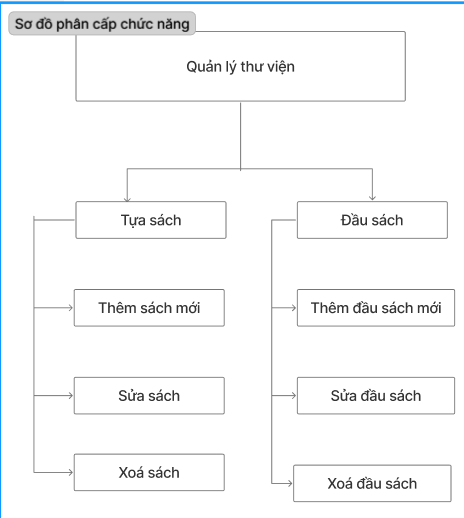 Sơ đồ phân cấp chức năng
Quản lý thư viện
Tựa sách
Đầu sách
Thêm sách mới
Thêm đầu sách mới
Sửa sách
Sửa đầu sách
Xoá sách
Xoá đầu sách